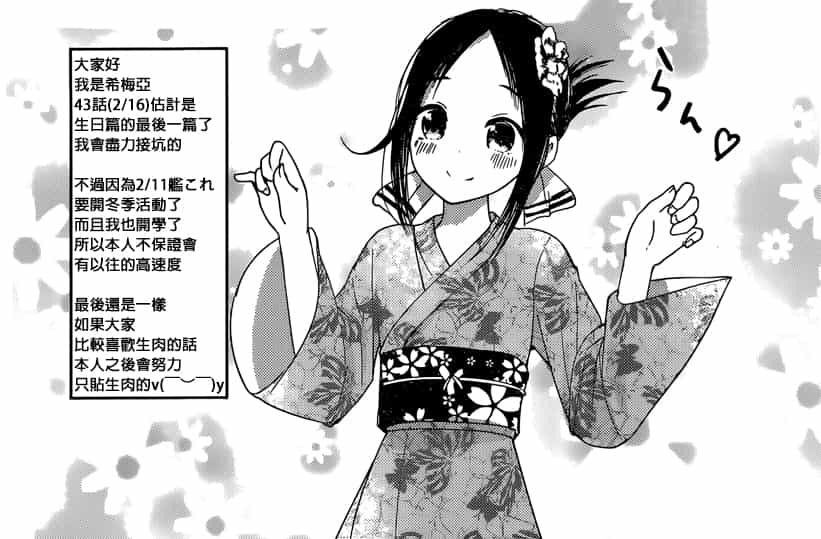 大家好
我是希梅亞
43話(2/16)估計是
生日篇的最後一篇了
我會盡力接坑的
不過因為2/11艦これ
要開冬季活動了
而且我也開學了
所以本人不保證會
有以往的高速度
最後還是一樣
如果大家
比較喜歡生肉的話
本人之後會努力
只貼生肉的v(￣︶￣)y
らん♡